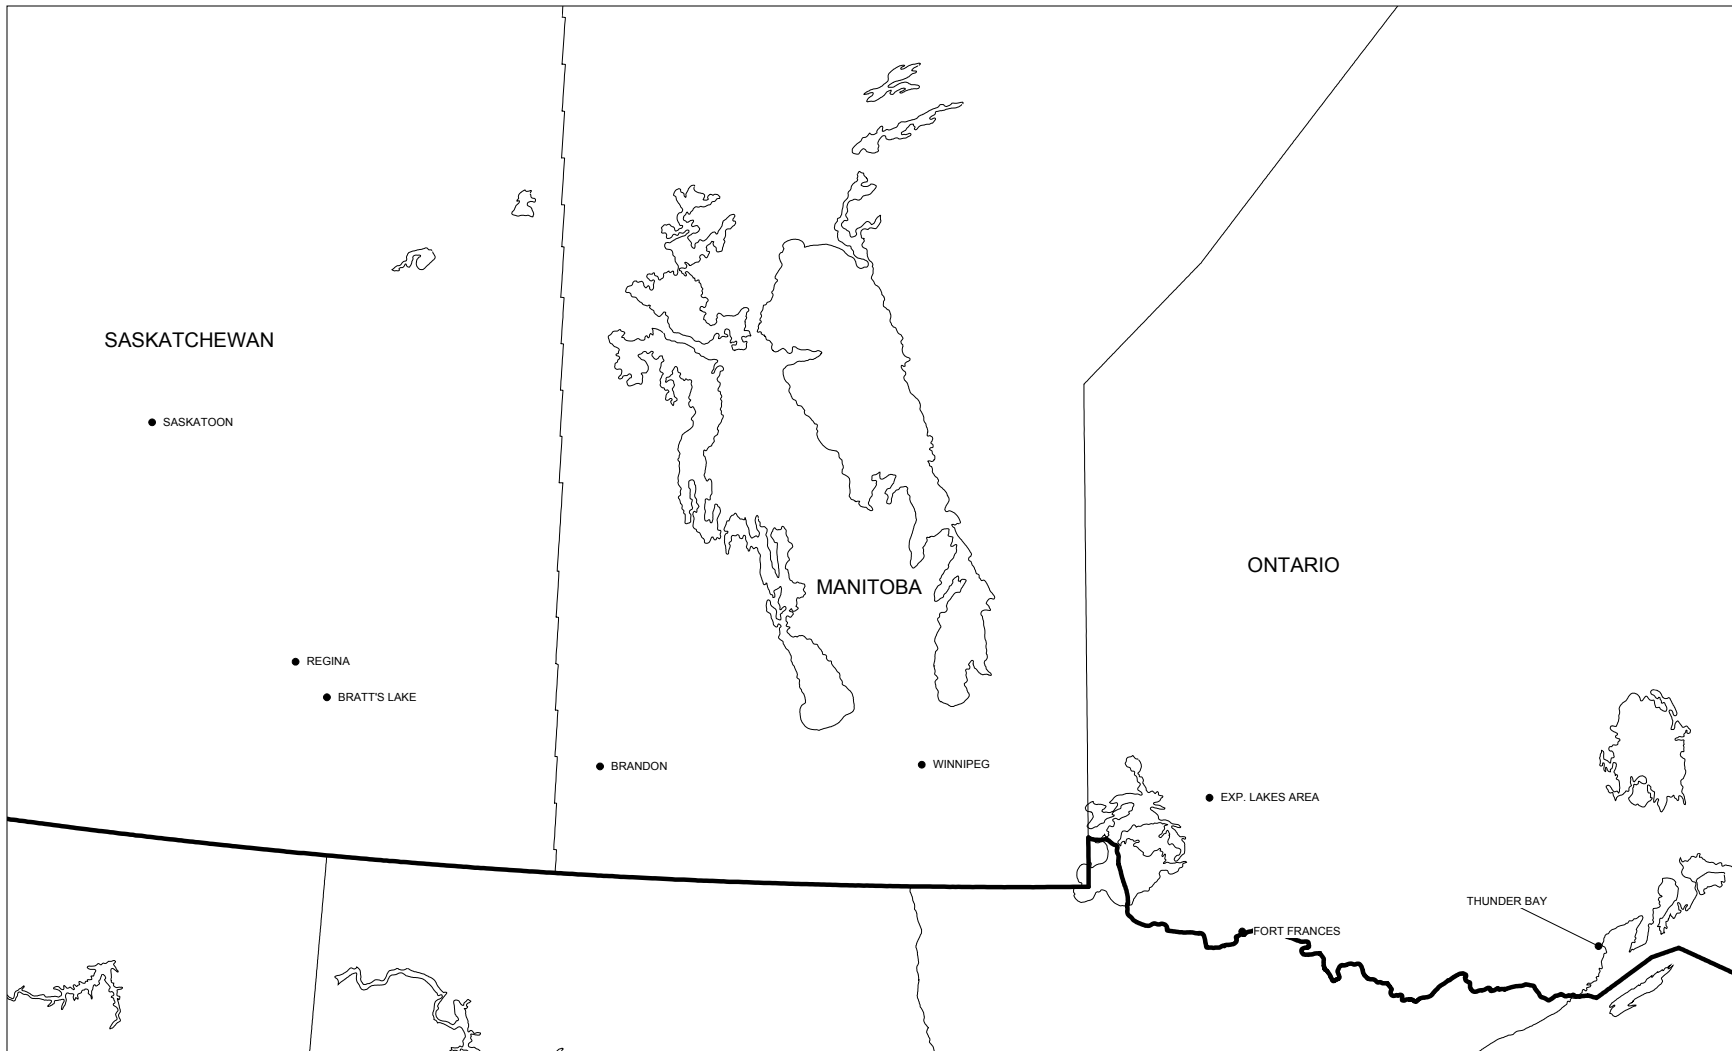 SASKATCHEWAN
SASKATOON
ONTARIO
MANITOBA
REGINA
BRATT'S LAKE
BRANDON
WINNIPEG
EXP. LAKES AREA
THUNDER BAY
FORT FRANCES